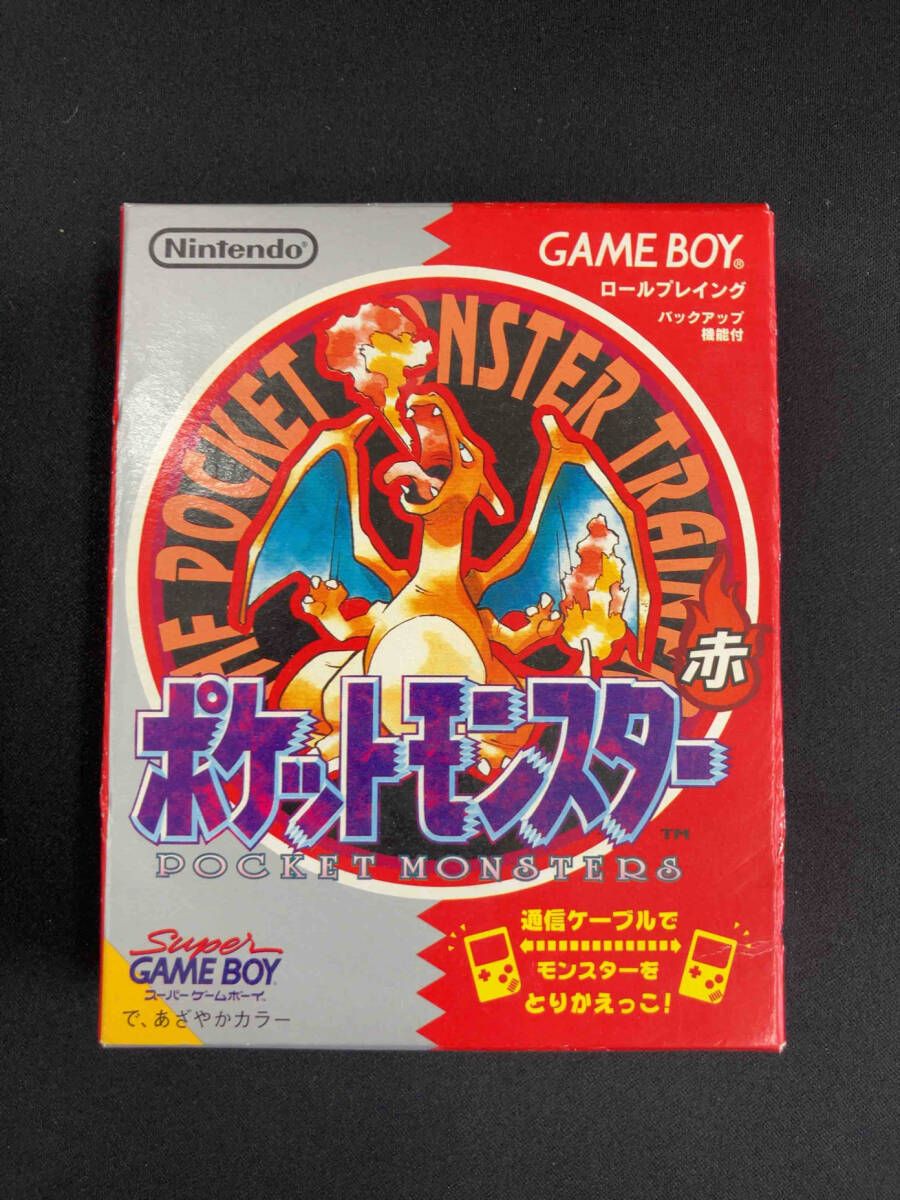 Nintendo®
GAME BOY®
ロールプレイング
バックアップ
機能付
POCKET MONSTER
赤
ポケットモンスター
TM
POCKET MONSTERS
Super
GAME BOY
スーパーゲームボーイ
で、あざやかカラー
通信ケーブルで
モンスターを
とりかえっこ!